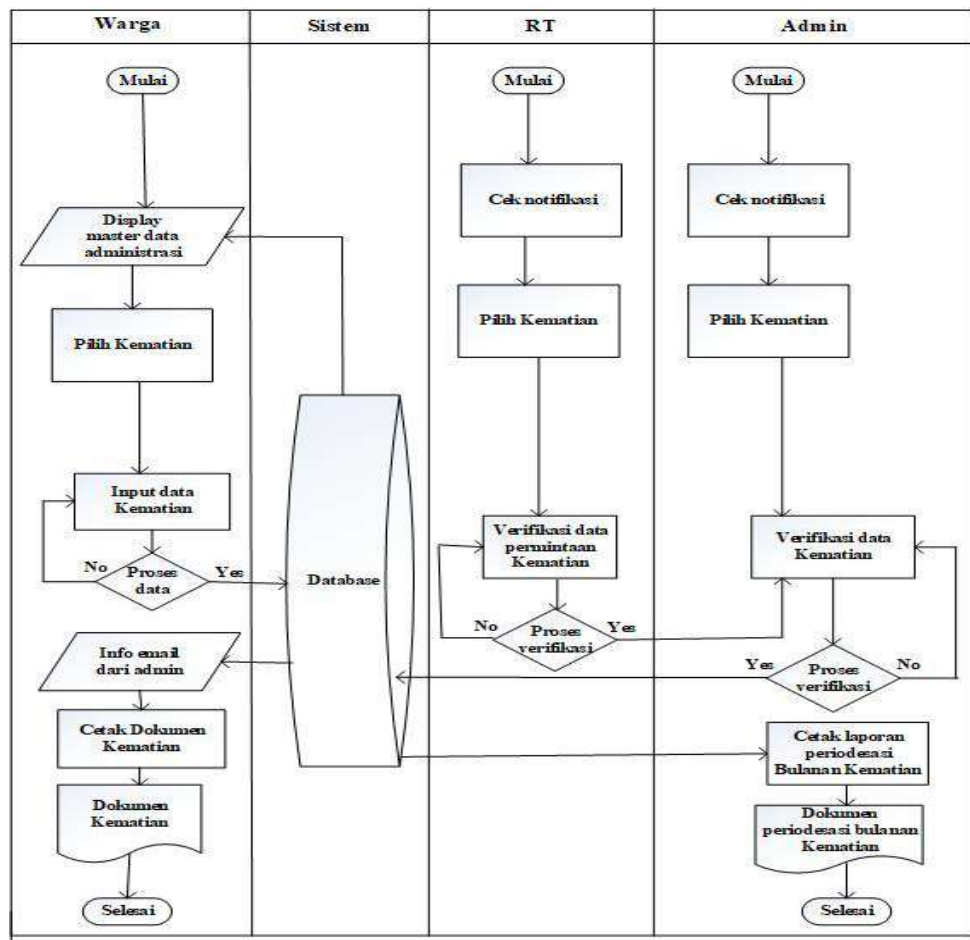 Warga
Sistem
RT
Admin
Mulai
Display
master data
administrasi
Pilih Kematian
Input data
Kematian
No
Proses
data
Yes
Info email
dari admin
Cetak Dokumen
Kematian
Dokumen
Kematian
Selesai
Database
Mulai
Cek notifikasi
Pilih Kematian
Verifikasi data
permintaan
Kematian
No
Proses
verifikasi
Yes
Mulai
Cek notifikasi
Pilih Kematian
Verifikasi data
Kematian
Yes
Proses
verifikasi
No
Cetak laporan
periodesasi
Bulanan Kematian
Dokumen
periodesasi bulanan
Kematian
Selesai